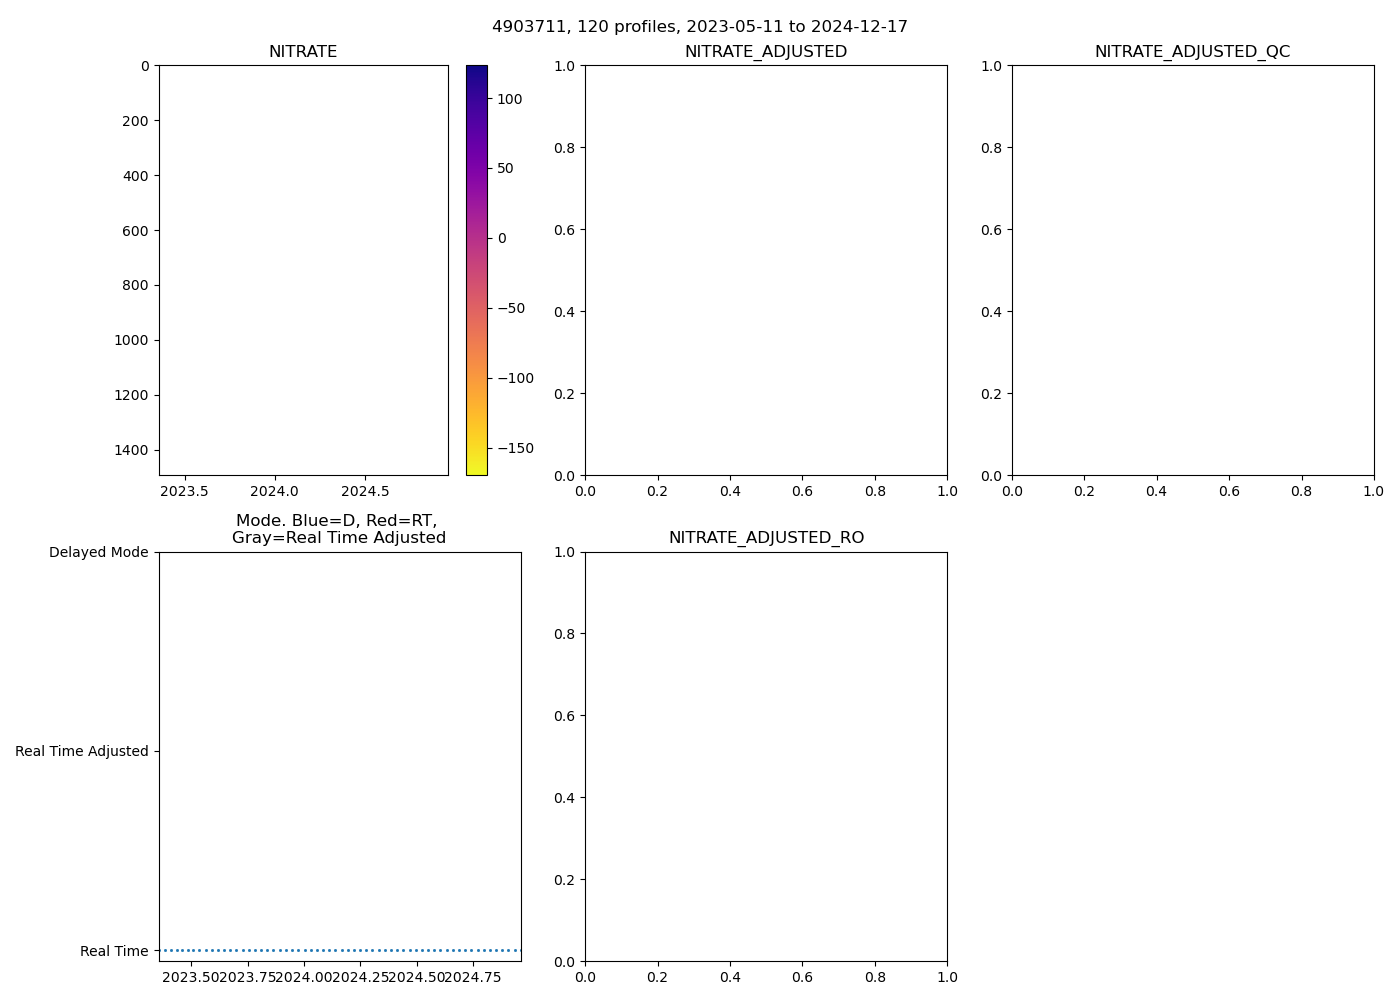 4903711, 120 profiles, 2023-05-11 to 2024-12-17
NITRATE
0
200
400
600
800
1000
1200
1400
2023.5 2024.0 2024.5
100
50
0
−50
−100
−150
NITRATE_ADJUSTED
1.0
0.8
0.6
0.4
0.2
0.0
0.0 0.2 0.4 0.6 0.8 1.0
NITRATE_ADJUSTED_QC
1.0
0.8
0.6
0.4
0.2
0.0
0.0 0.2 0.4 0.6 0.8 1.0
Mode. Blue=D, Red=RT,
Gray=Real Time Adjusted
Delayed Mode
Real Time Adjusted
Real Time
2023.50 2023.75 2024.00 2024.25 2024.50 2024.75
NITRATE_ADJUSTED_RO
1.0
0.8
0.6
0.4
0.2
0.0
0.0 0.2 0.4 0.6 0.8 1.0